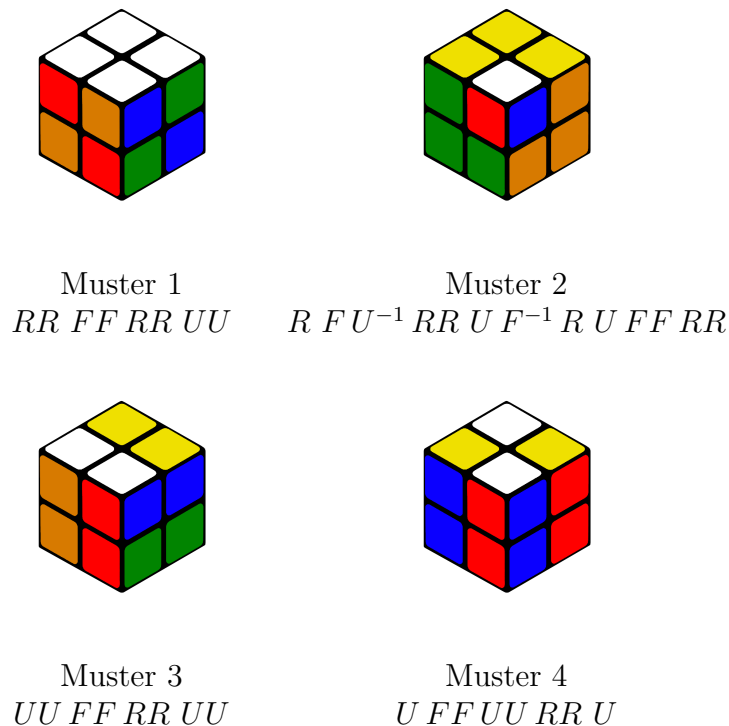 Muster 1
RR FF RR UU
Muster 2
R F U⁻¹ RR U F⁻¹ R U FF RR
Muster 3
UU FF RR UU
Muster 4
U FF UU RR U